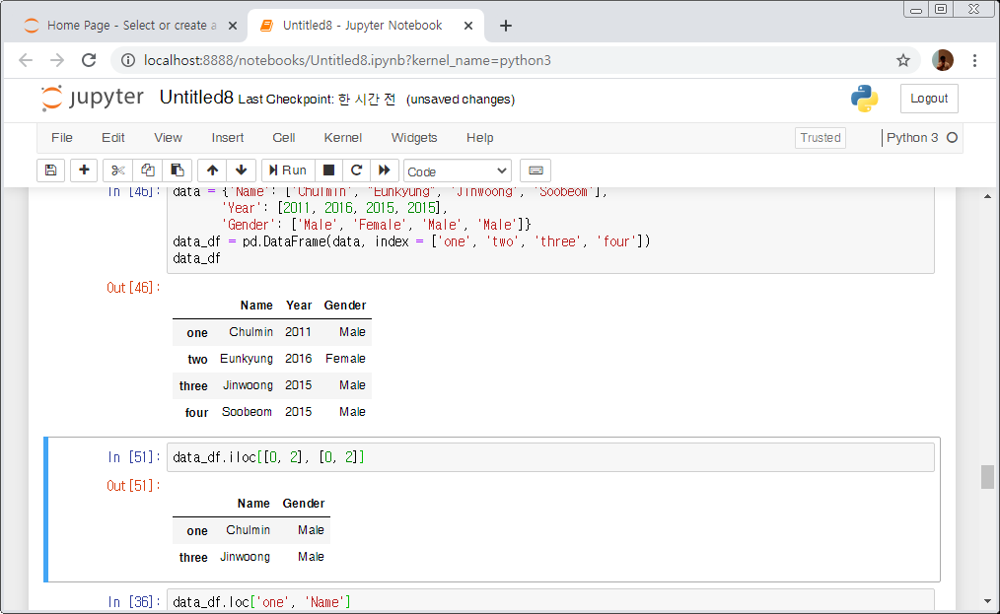 Home Page - Select or create a
Untitled8 - Jupyter Notebook
localhost:8888/notebooks/Untitled8.ipynb?kernel_name=python3
jupyter Untitled8 Last Checkpoint: 한 시간 전 (unsaved changes)
Logout
File Edit View Insert Cell Kernel Widgets Help
Trusted
Python 3
Run
Code
In [46]: data = {'Name': ['Chulmin', "Eunkyung", 'Jinwoong', 'Soobeom'],
'Year': [2011, 2016, 2015, 2015],
'Gender': ['Male', 'Female', 'Male', 'Male']}
data_df = pd.DataFrame(data, index = ['one', 'two', 'three', 'four'])
data_df
Out[46]:
Name Year Gender
one Chulmin 2011 Male
two Eunkyung 2016 Female
three Jinwoong 2015 Male
four Soobeom 2015 Male
In [51]: data_df.iloc[[0, 2], [0, 2]]
Out[51]:
Name Gender
one Chulmin Male
three Jinwoong Male
In [36]: data_df.loc['one', 'Name']